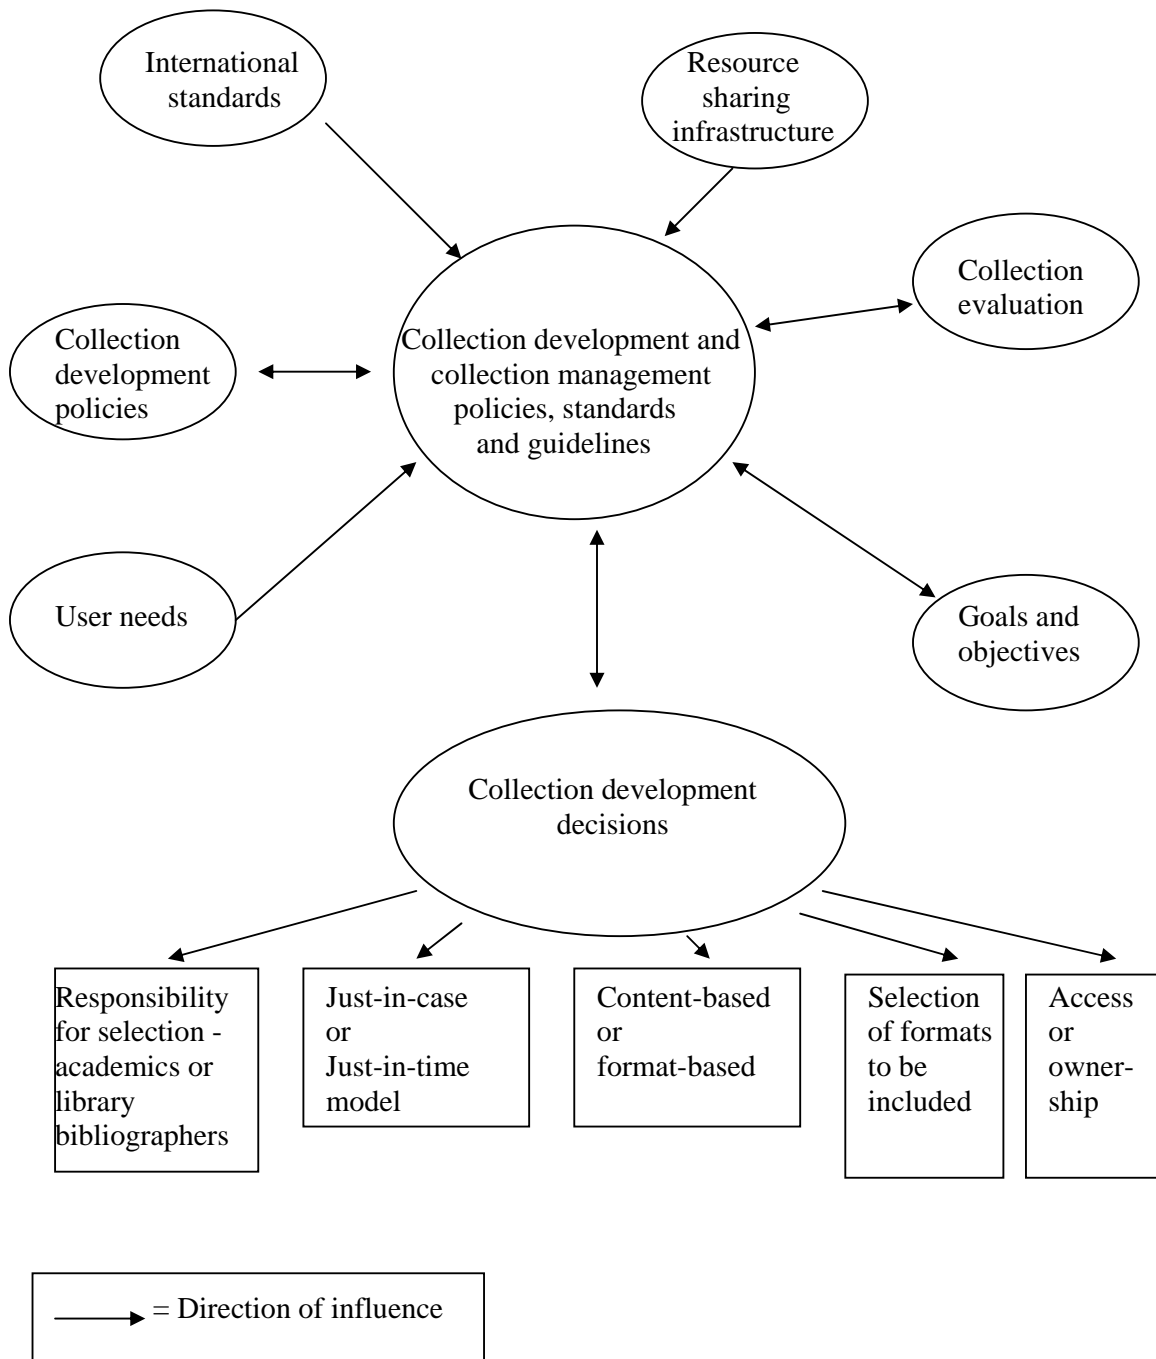 International
standards
Resource
sharing
infrastructure
Collection
evaluation
Collection
development
policies
Collection development and
collection management
policies, standards
and guidelines
User needs
Goals and
objectives
Collection development
decisions
Responsibility
for selection -
academics or
library
bibliographers
Just-in-case
or
Just-in-time
model
Content-based
or
format-based
Selection
of formats
to be
included
Access
or
owner-
ship
= Direction of influence